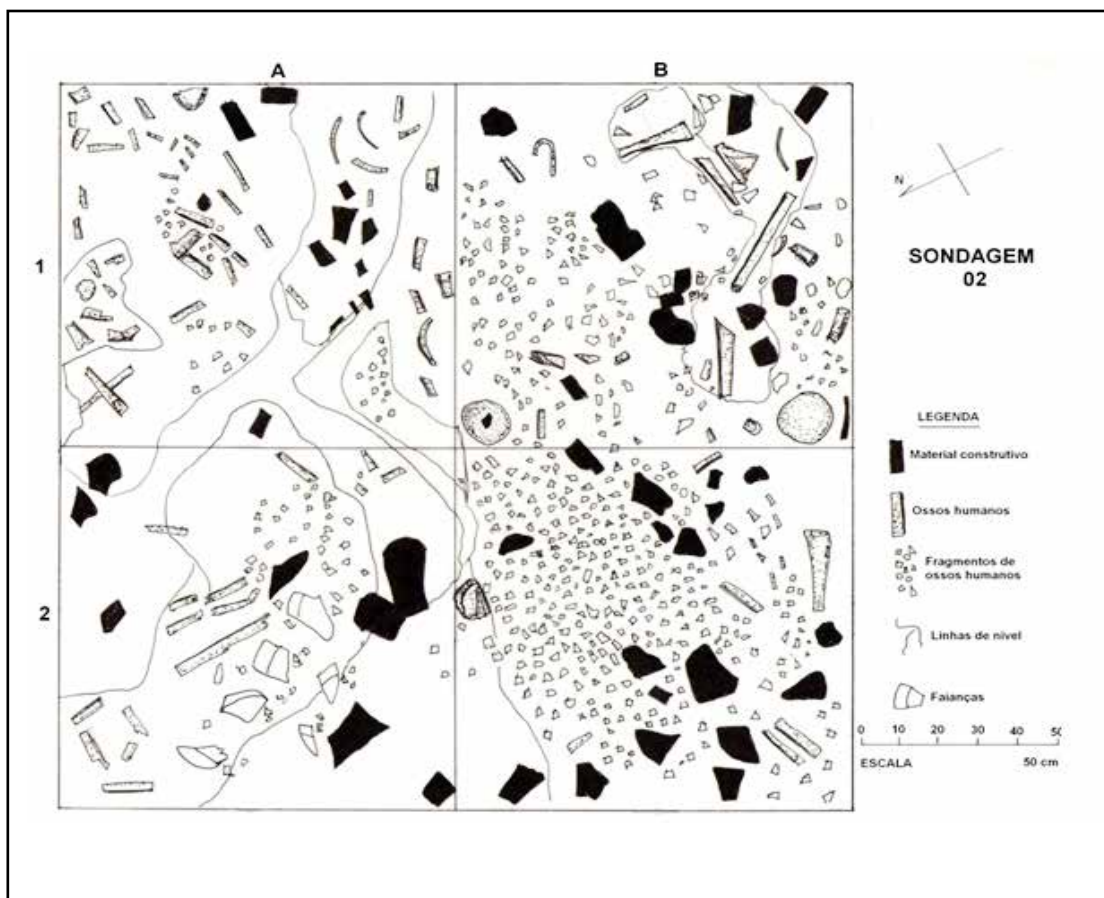 A B
1
2
N
SONDAGEM
02
LEGENDA
Material construtivo
Ossos humanos
Fragmentos de
ossos humanos
Linhas de nível
Faianças
0 10 20 30 40 50
ESCALA 50 cm